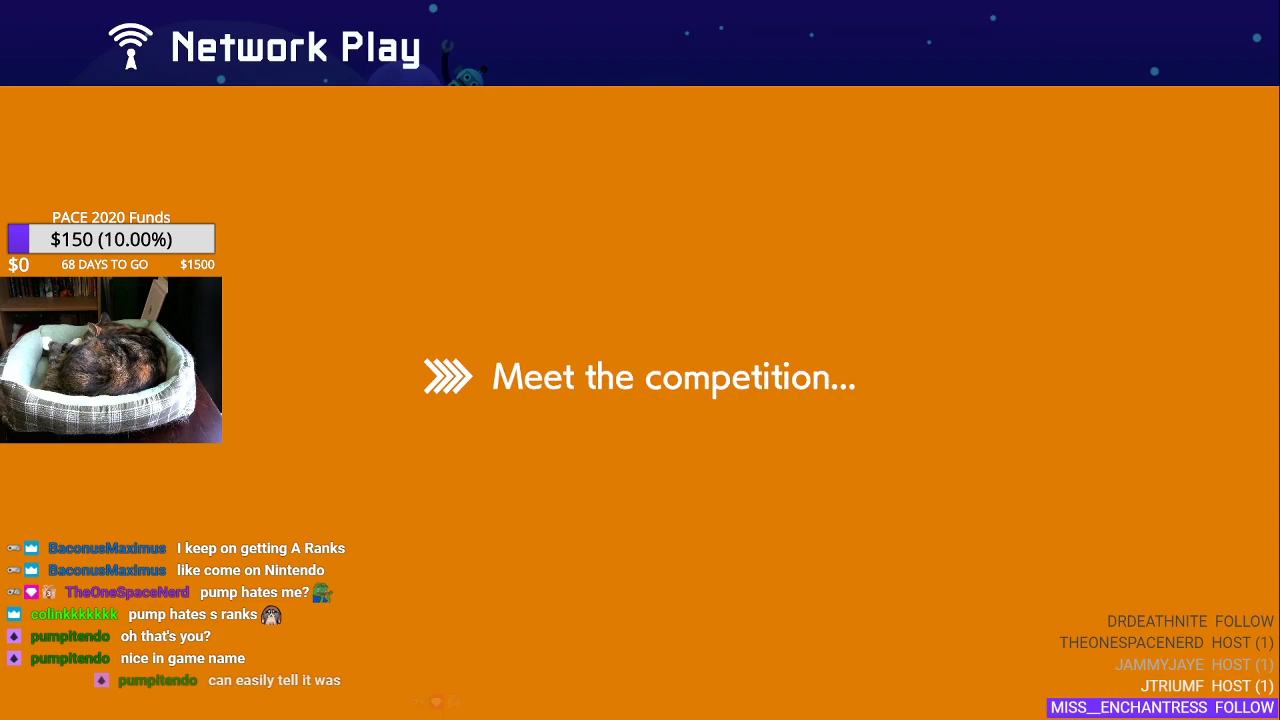 Network Play
PACE 2020 Funds
$150 (10.00%)
$0 68 DAYS TO GO $1500
Meet the competition...
BaconusMaximus I keep on getting A Ranks
BaconusMaximus like come on Nintendo
TheOneSpaceNerd pump hates me?
colinkkkkkkk pump hates s ranks
pumpitendo oh that's you?
pumpitendo nice in game name
pumpitendo can easily tell it was
DRDEATHNITE FOLLOW
THEONESPACENERD HOST (1)
JAMMYJAYE HOST (1)
JTRIUMF HOST (1)
MISS__ENCHANTRESS FOLLOW